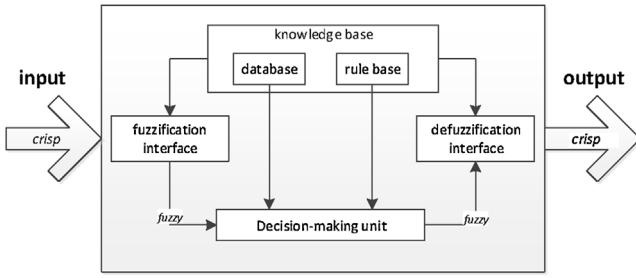 knowledge base
input
database
rule base
output
crisp
fuzzification
interface
defuzzification
interface
crisp
fuzzy
Decision-making unit
fuzzy